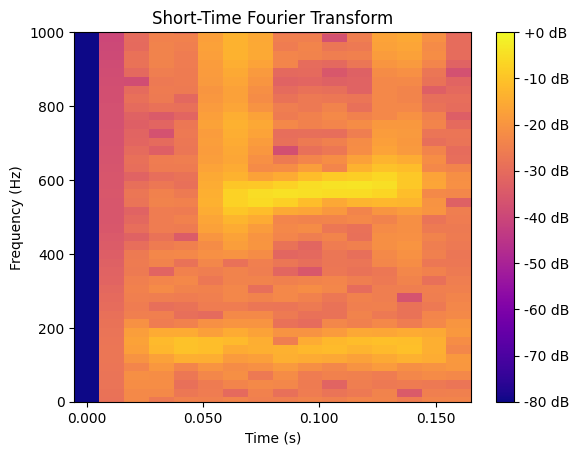 Short-Time Fourier Transform
Frequency (Hz)
1000
800
600
400
200
0
0.000
0.050
0.100
0.150
Time (s)
+0 dB
-10 dB
-20 dB
-30 dB
-40 dB
-50 dB
-60 dB
-70 dB
-80 dB